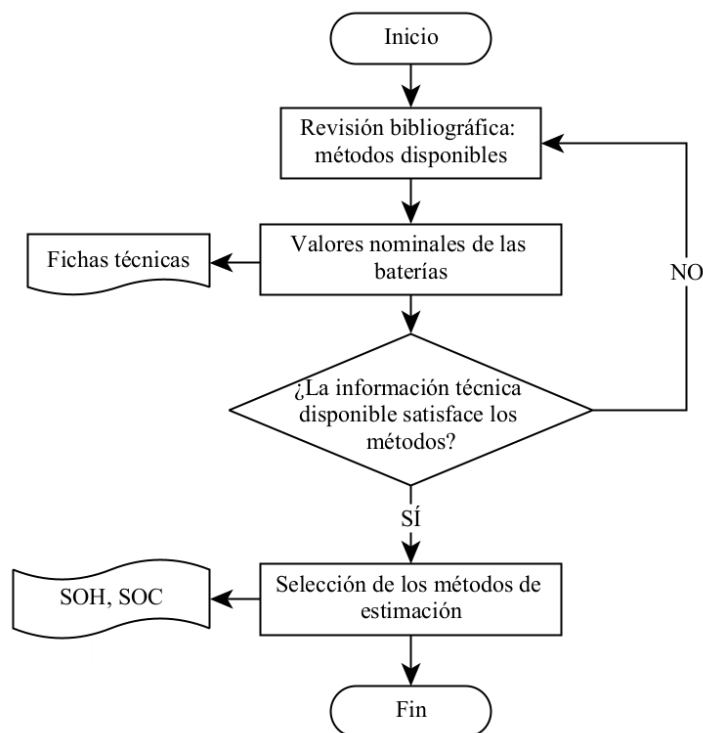 Inicio
Revisión bibliográfica:
métodos disponibles
Valores nominales de las
baterías
Fichas técnicas
NO
¿La información técnica
disponible satisface los
métodos?
SÍ
Selección de los métodos de
estimación
SOH, SOC
Fin